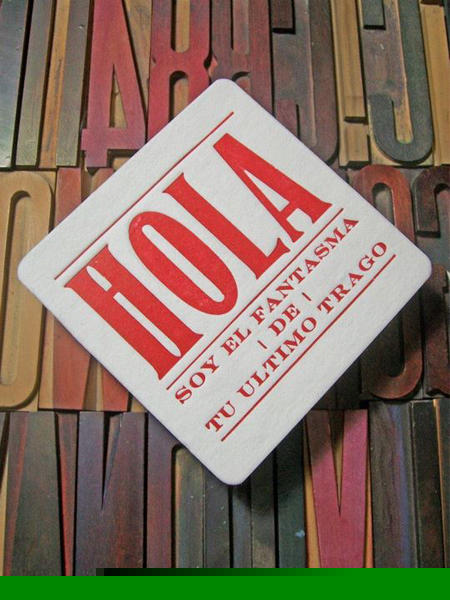 HOLA
SOY EL FANTASMA
DE
TU ULTIMO TRAGO